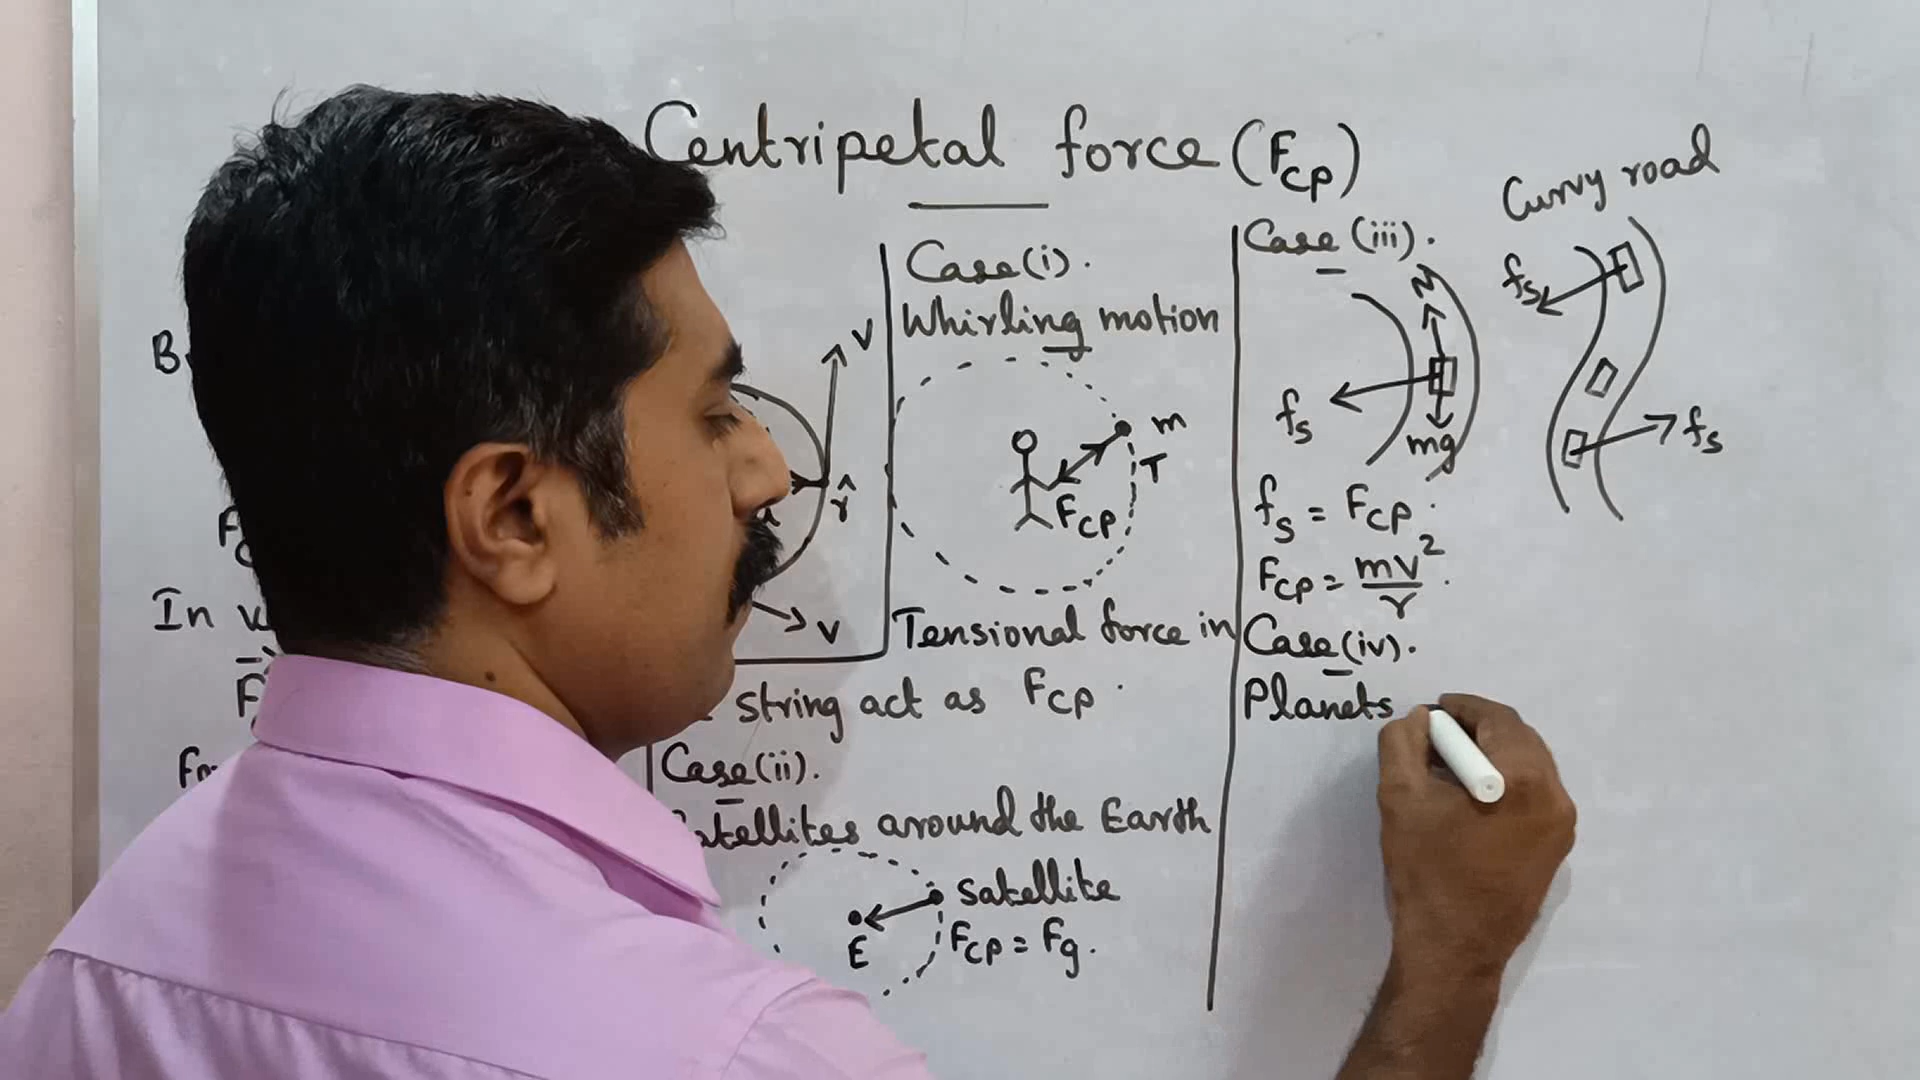 Centripetal force (Fcp)
V
r̂
In
V
Case(i).
Whirling motion
m
T
Fcp
Tensional force in
string act as Fcp.
Case(ii).
Satellites around the Earth
Satellite
E
Fcp = Fg.
Case (iii).
N
fs
mg
fs = Fcp.
Fcp = mv²/r.
Curvy road
fs
fs
Case(iv).
Planets